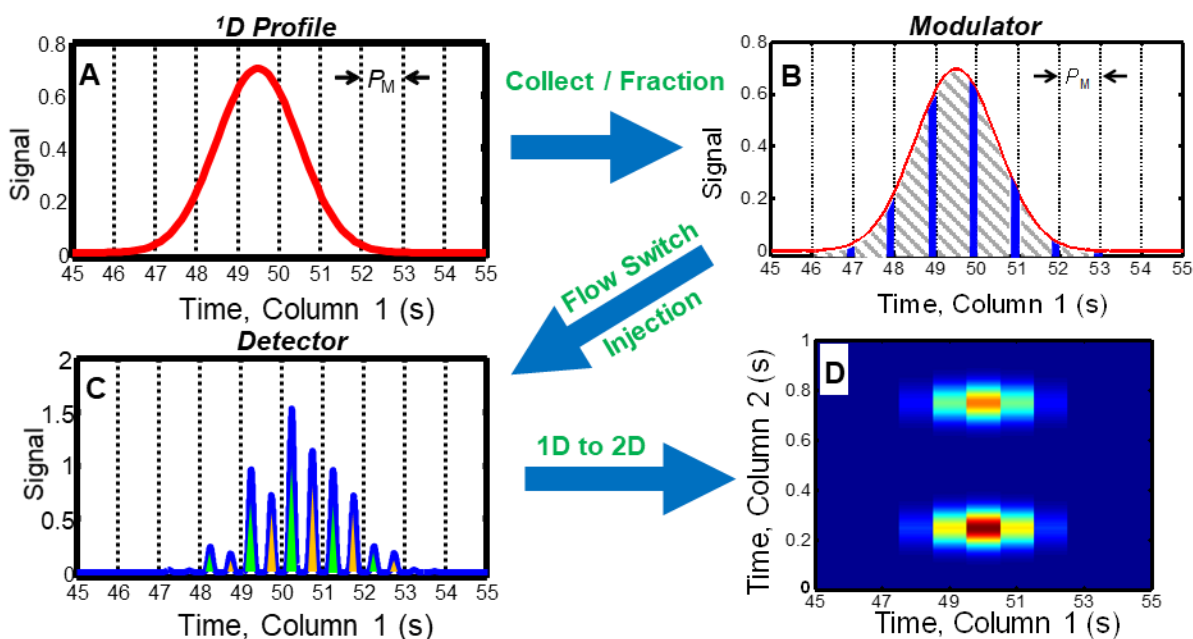 ¹D Profile
A
P_M
Signal
0.8
0.6
0.4
0.2
0
45 46 47 48 49 50 51 52 53 54 55
Time, Column 1 (s)
Collect / Fraction
Modulator
B
P_M
Signal
0.8
0.6
0.4
0.2
0
45 46 47 48 49 50 51 52 53 54 55
Time, Column 1 (s)
Flow Switch
Injection
Detector
C
Signal
2
1.5
1
0.5
0
45 46 47 48 49 50 51 52 53 54 55
Time, Column 1 (s)
1D to 2D
D
Time, Column 2 (s)
1
0.8
0.6
0.4
0.2
0
45 47 49 51 53 55
Time, Column 1 (s)